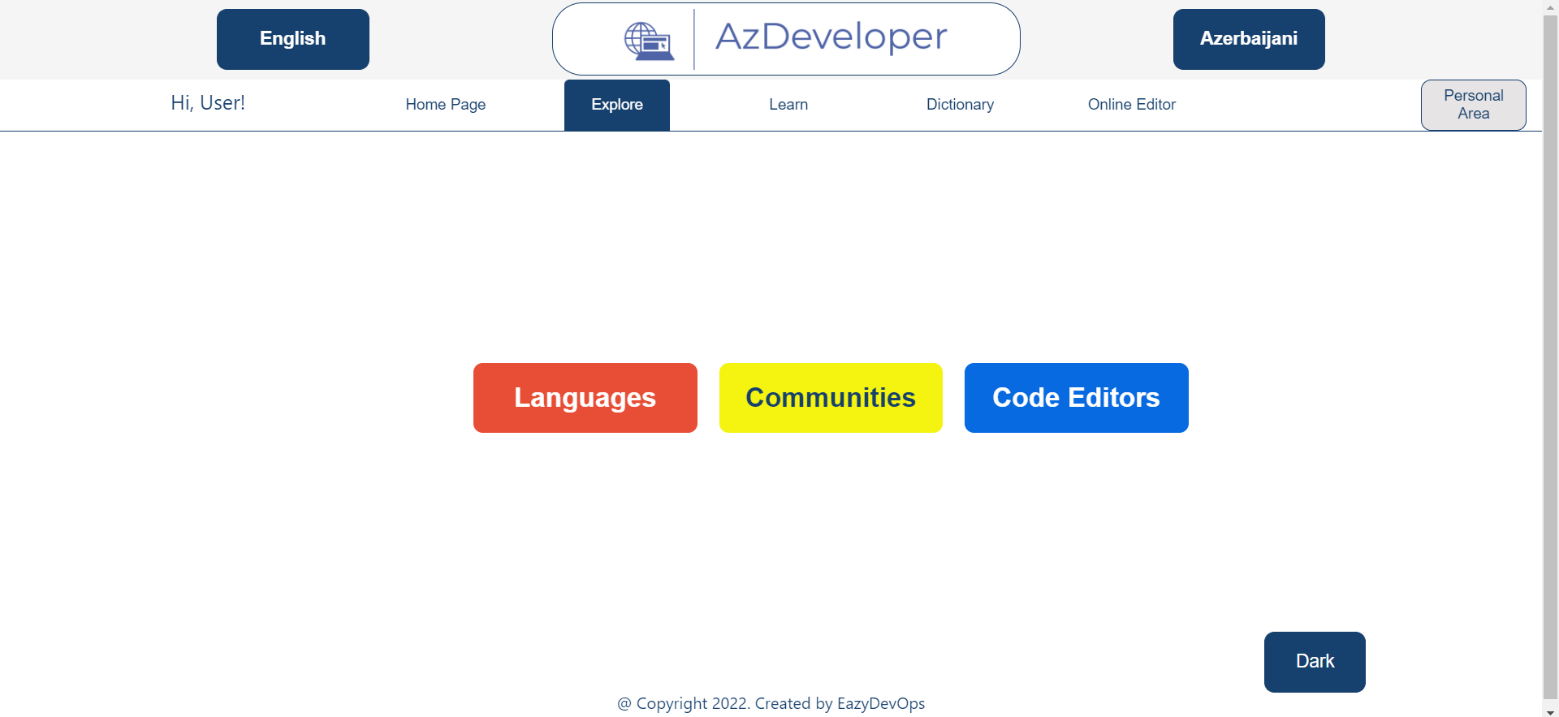 English
AzDeveloper
Azerbaijani
Hi, User!
Home Page
Explore
Learn
Dictionary
Online Editor
Personal
Area
Languages
Communities
Code Editors
Dark
@ Copyright 2022. Created by EazyDevOps